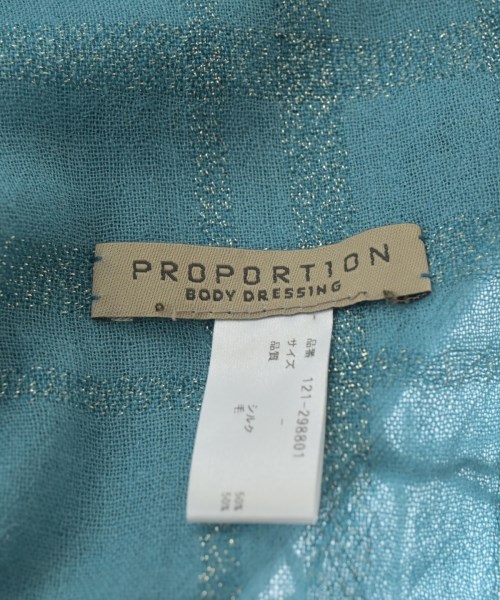 PROPORTION
BODY DRESSING
品番 121-298801
サイズ -
品質
シルク 50%
毛 50%